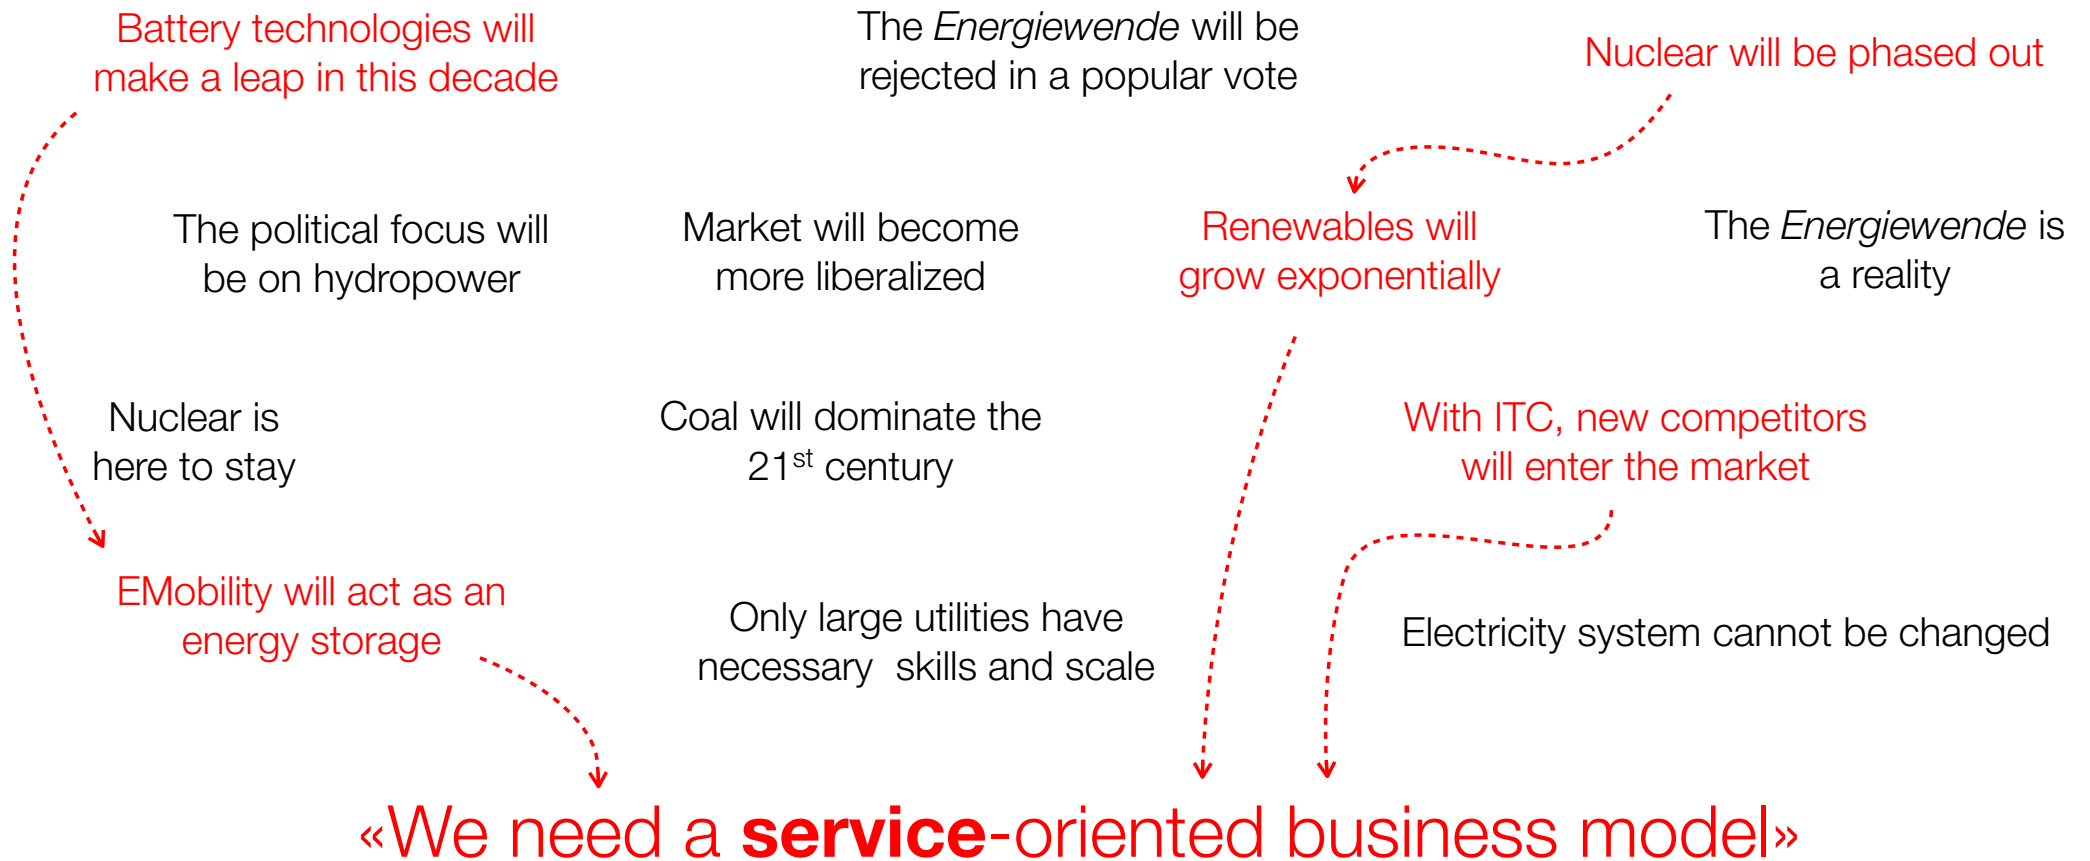 Battery technologies will
make a leap in this decade
The Energiewende will be
rejected in a popular vote
Nuclear will be phased out
The political focus will
be on hydropower
Market will become
more liberalized
Renewables will
grow exponentially
The Energiewende is
a reality
Nuclear is
here to stay
Coal will dominate the
21st century
With ITC, new competitors
will enter the market
EMobility will act as an
energy storage
Only large utilities have
necessary  skills and scale
Electricity system cannot be changed
«We need a service-oriented business model»